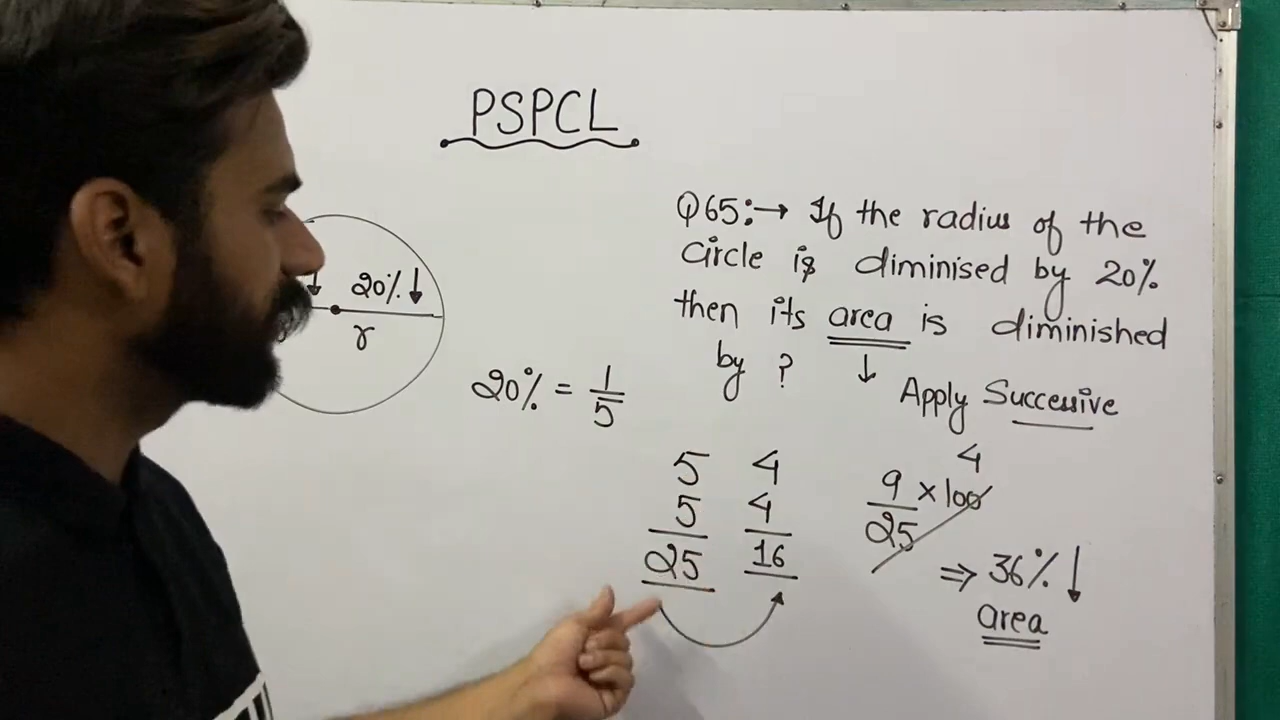 PSPCL
Q65:→ If the radius of the
circle is diminised by 20%
then its area is diminished
by ? ↓
Apply Successive
20% ↓
r
20% = 1/5
5 4
5 4
25 16
4
9/25 × 100
⇒ 36% ↓
area